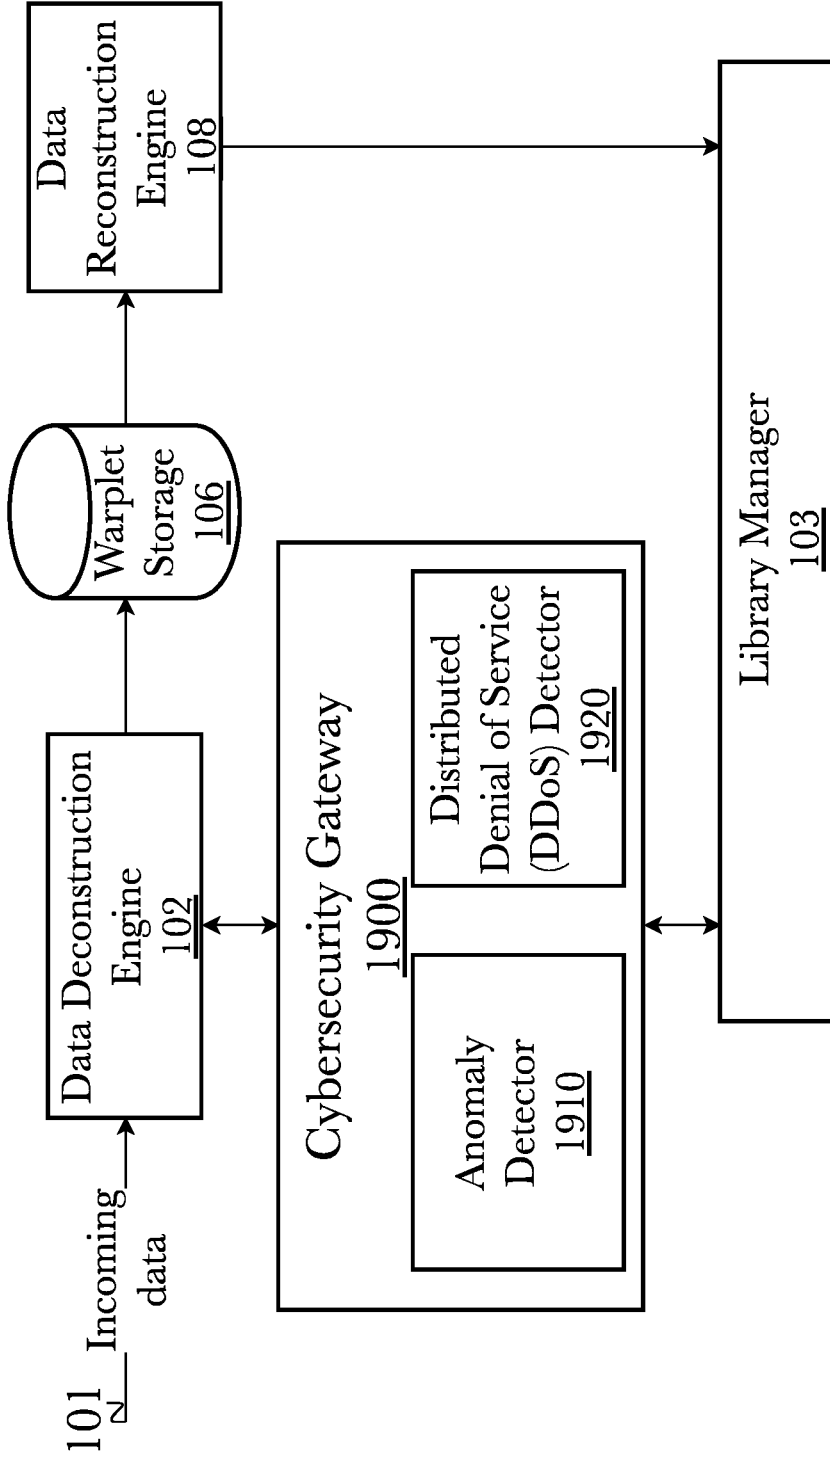 101
Incoming
data
Data Deconstruction
Engine
102
Warplet
Storage
106
Data
Reconstruction
Engine
108
Cybersecurity Gateway
1900
Anomaly
Detector
1910
Distributed
Denial of Service
(DDoS) Detector
1920
Library Manager
103